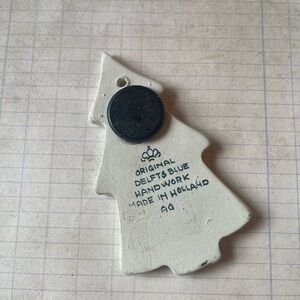 ORIGINAL
DELFTS BLUE
HANDWORK
MADE IN HOLLAND
AG